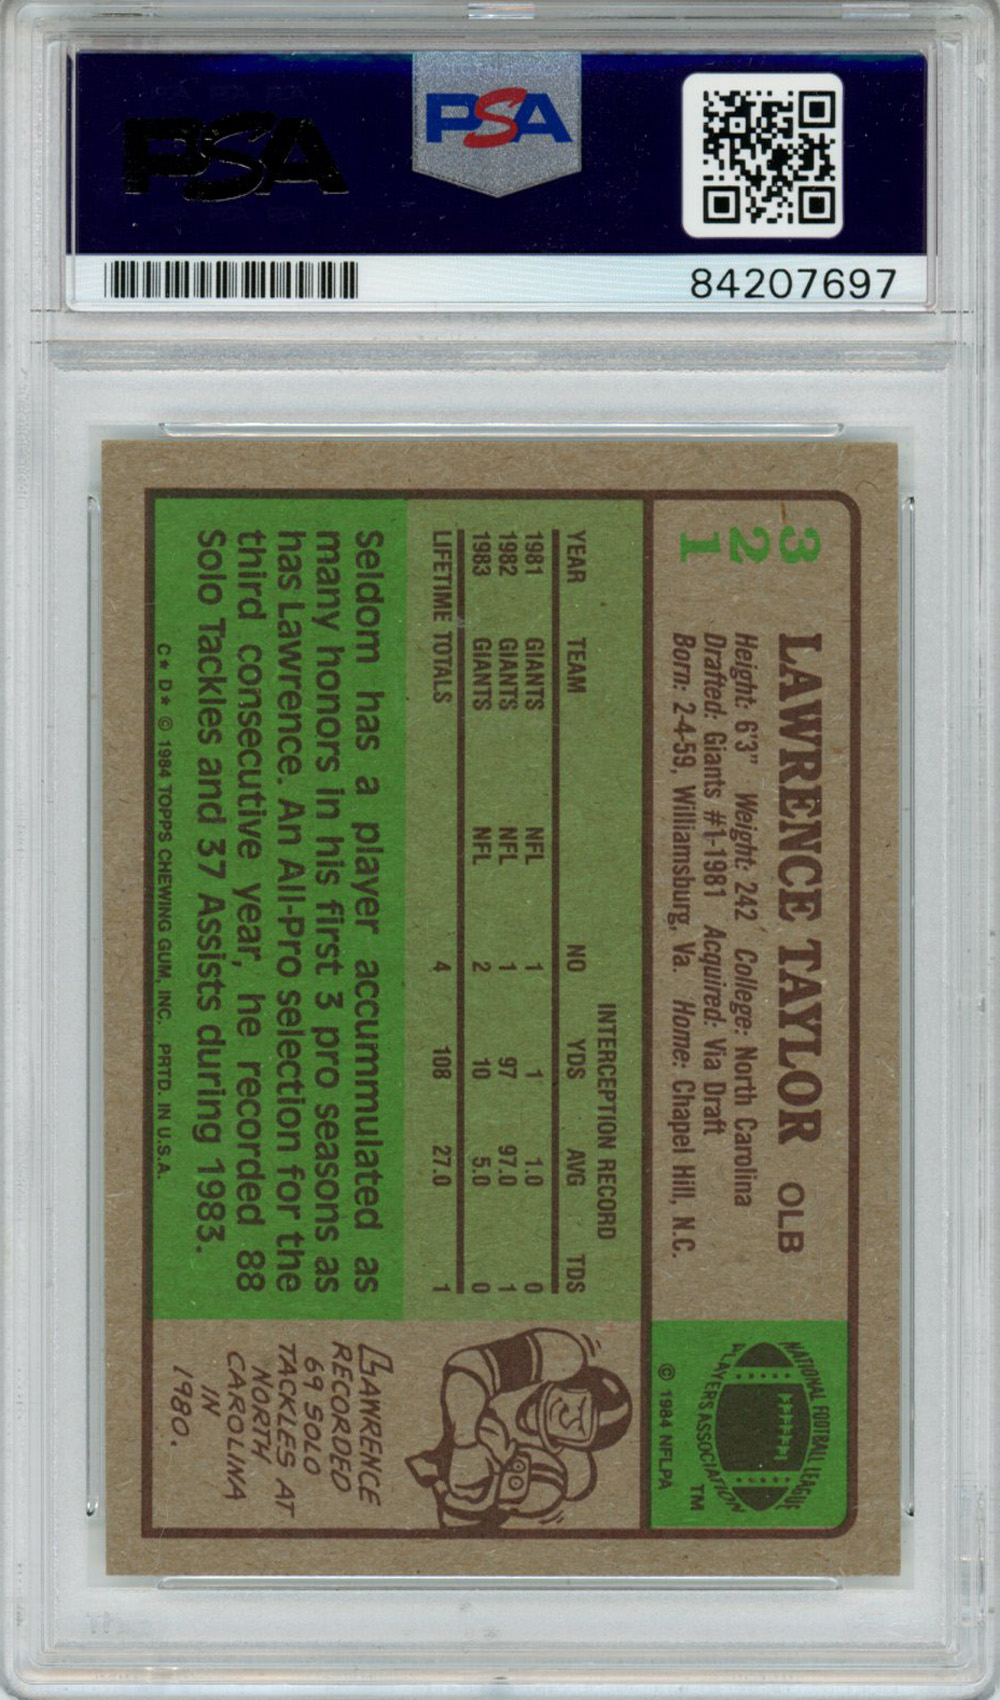 PSA
PSA
84207697
321
LAWRENCE TAYLOR OLB
Height: 6'3" Weight: 242 College: North Carolina
Drafted: Giants #1-1981 Acquired: Via Draft
Born: 2-4-59, Williamsburg, Va. Home: Chapel Hill, N.C.
NATIONAL FOOTBALL LEAGUE
PLAYERS ASSOCIATION
TM
© 1984 NFLPA
INTERCEPTION RECORD
YEAR TEAM NO YDS AVG TDS
1981 GIANTS NFL 1 1 1.0 0
1982 GIANTS NFL 1 97 97.0 1
1983 GIANTS NFL 2 10 5.0 0
LIFETIME TOTALS 4 108 27.0 1
Seldom has a player accummulated as
many honors in his first 3 pro seasons as
has Lawrence. An All-Pro selection for the
third consecutive year, he recorded 88
Solo Tackles and 37 Assists during 1983.
C*D* © 1984 TOPPS CHEWING GUM, INC. PRTD. IN U.S.A.
LAWRENCE
RECORDED
69 SOLO
TACKLES AT
NORTH
CAROLINA
IN
1980.